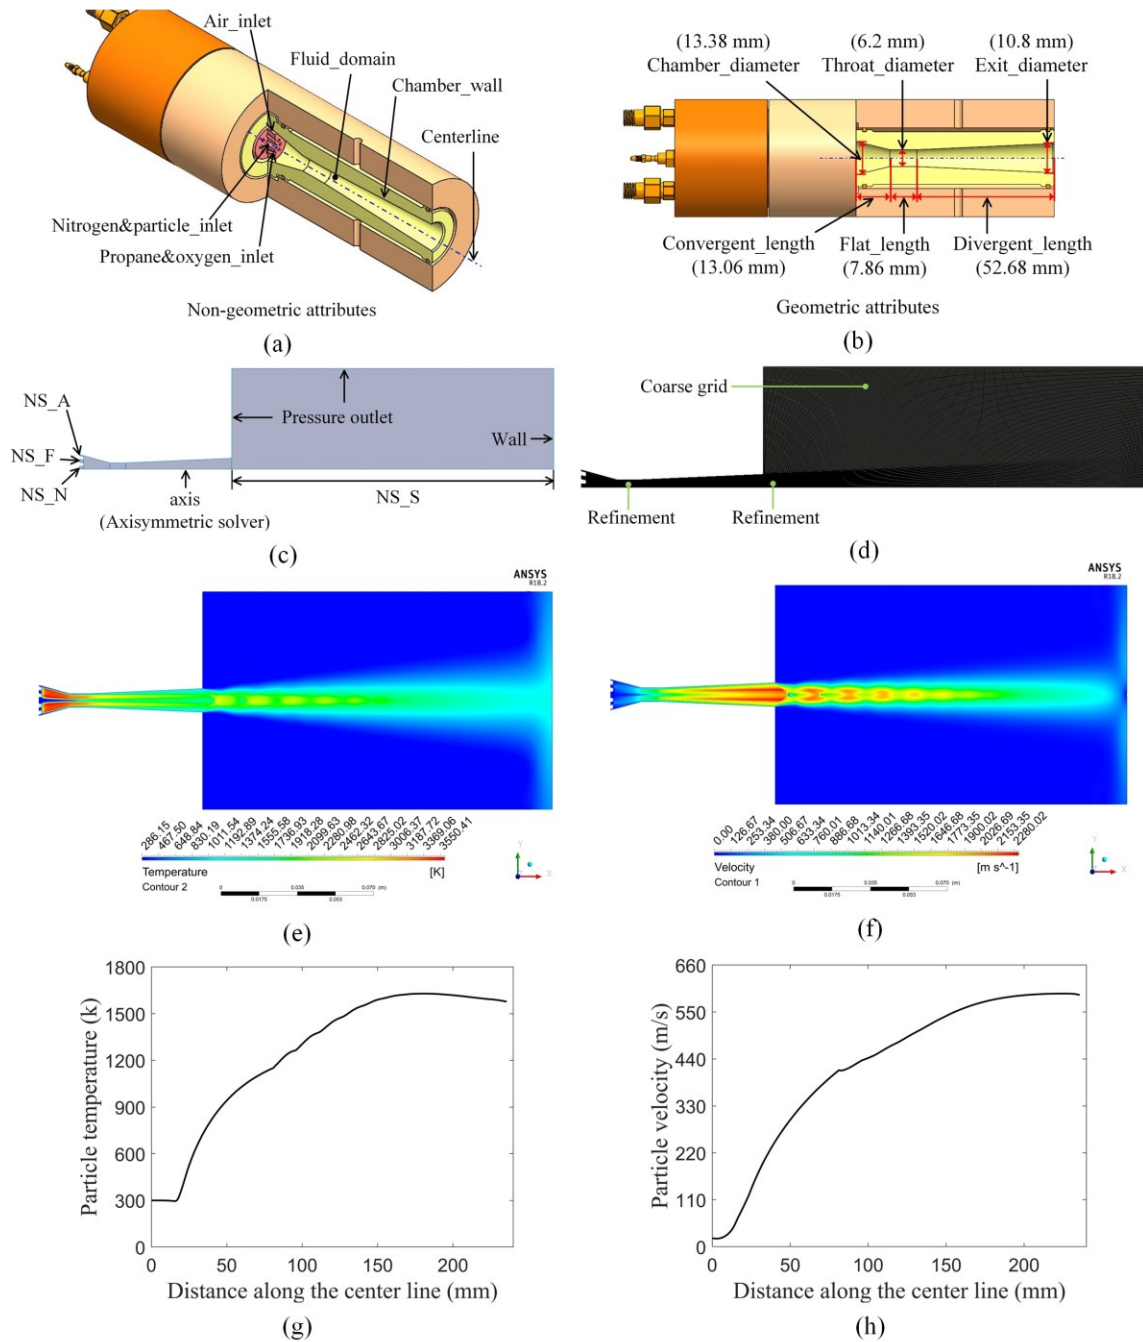 Air_inlet
Fluid_domain
Chamber_wall
Centerline
Nitrogen&particle_inlet
Propane&oxygen_inlet
Non-geometric attributes
(a)
(13.38 mm) (6.2 mm) (10.8 mm)
Chamber_diameter Throat_diameter Exit_diameter
Convergent_length Flat_length Divergent_length
(13.06 mm) (7.86 mm) (52.68 mm)
Geometric attributes
(b)
NS_A
NS_F
NS_N
Pressure outlet
Wall
axis
(Axisymmetric solver)
NS_S
(c)
Coarse grid
Refinement Refinement
(d)
ANSYS
R18.2
286.15 467.50 648.84 830.19 1011.54 1192.89 1374.24 1555.58 1736.93 1918.28 2099.63 2280.98 2462.32 2643.67 2825.02 3006.37 3187.72 3369.06 3550.41
Temperature [K]
Contour 2
0 0.035 0.070 (m)
0.0175 0.053
Y
X
(e)
ANSYS
R18.2
0.00 126.67 253.34 380.00 506.67 633.34 760.01 886.68 1013.34 1140.01 1266.68 1393.35 1520.02 1646.68 1773.35 1900.02 2026.69 2153.35 2280.02
Velocity [m s^-1]
Contour 1
0 0.035 0.070 (m)
0.0175 0.053
Y
X
(f)
Particle temperature (k)
1800
1500
1200
900
600
300
0
0 50 100 150 200
Distance along the center line (mm)
(g)
Particle velocity (m/s)
660
550
440
330
220
110
0
0 50 100 150 200
Distance along the center line (mm)
(h)